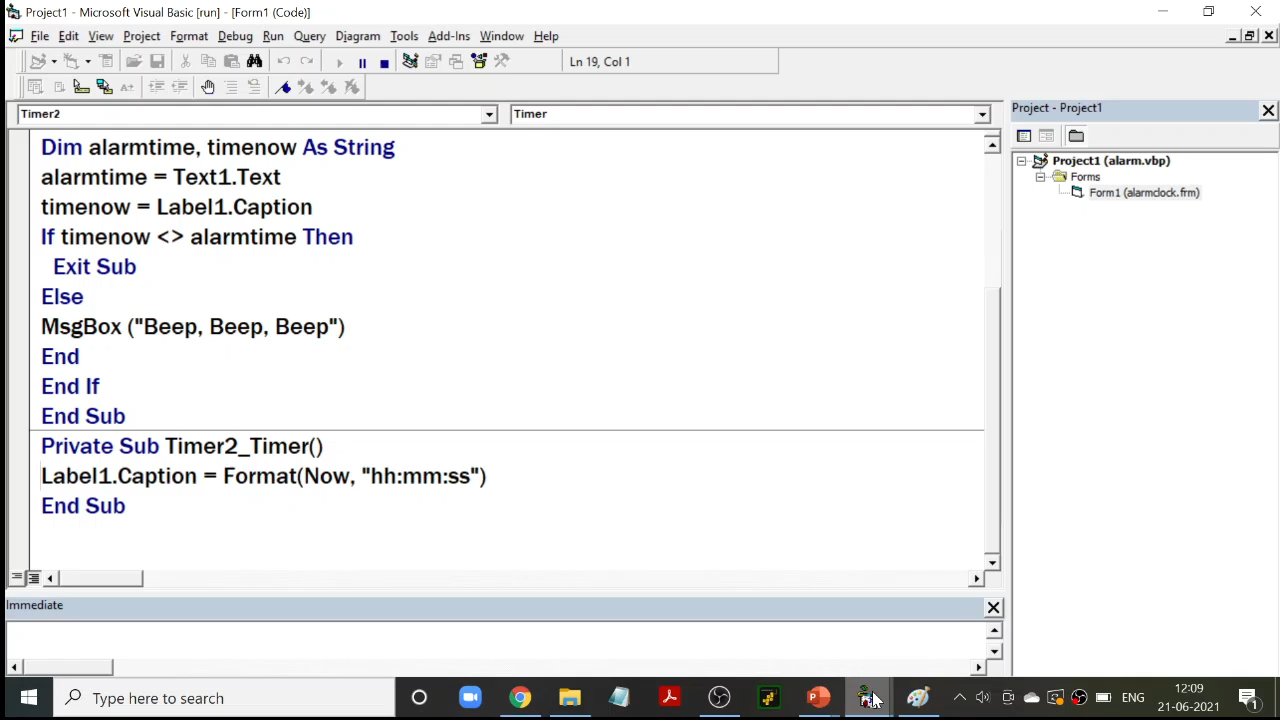 Project1 - Microsoft Visual Basic [run] - [Form1 (Code)]
File Edit View Project Format Debug Run Query Diagram Tools Add-Ins Window Help
Ln 19, Col 1
Timer2 Timer
Dim alarmtime, timenow As String
alarmtime = Text1.Text
timenow = Label1.Caption
If timenow <> alarmtime Then
Exit Sub
Else
MsgBox ("Beep, Beep, Beep")
End
End If
End Sub
Private Sub Timer2_Timer()
Label1.Caption = Format(Now, "hh:mm:ss")
End Sub
Immediate
Project - Project1
Project1 (alarm.vbp)
Forms
Form1 (alarmclock.frm)
Type here to search
ENG
12:09
21-06-2021
1